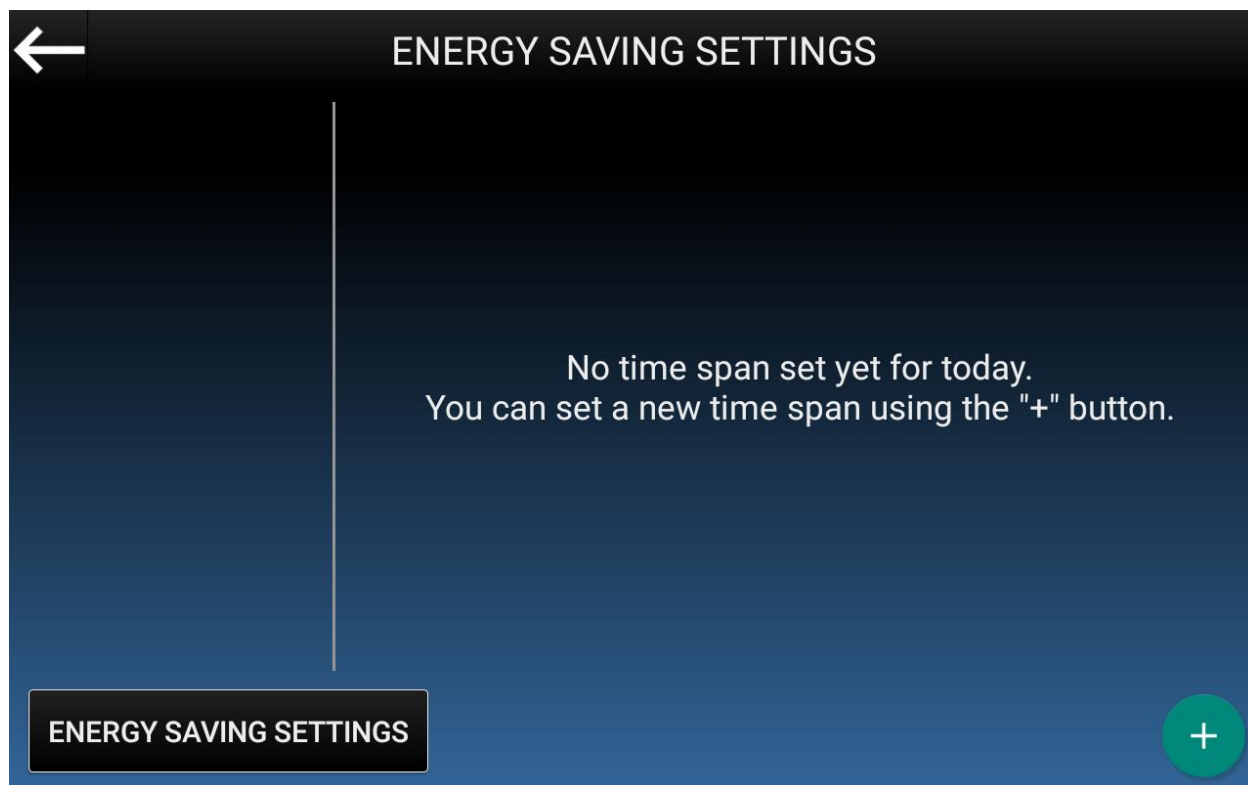 ENERGY SAVING SETTINGS
No time span set yet for today.
You can set a new time span using the "+" button.
ENERGY SAVING SETTINGS
+